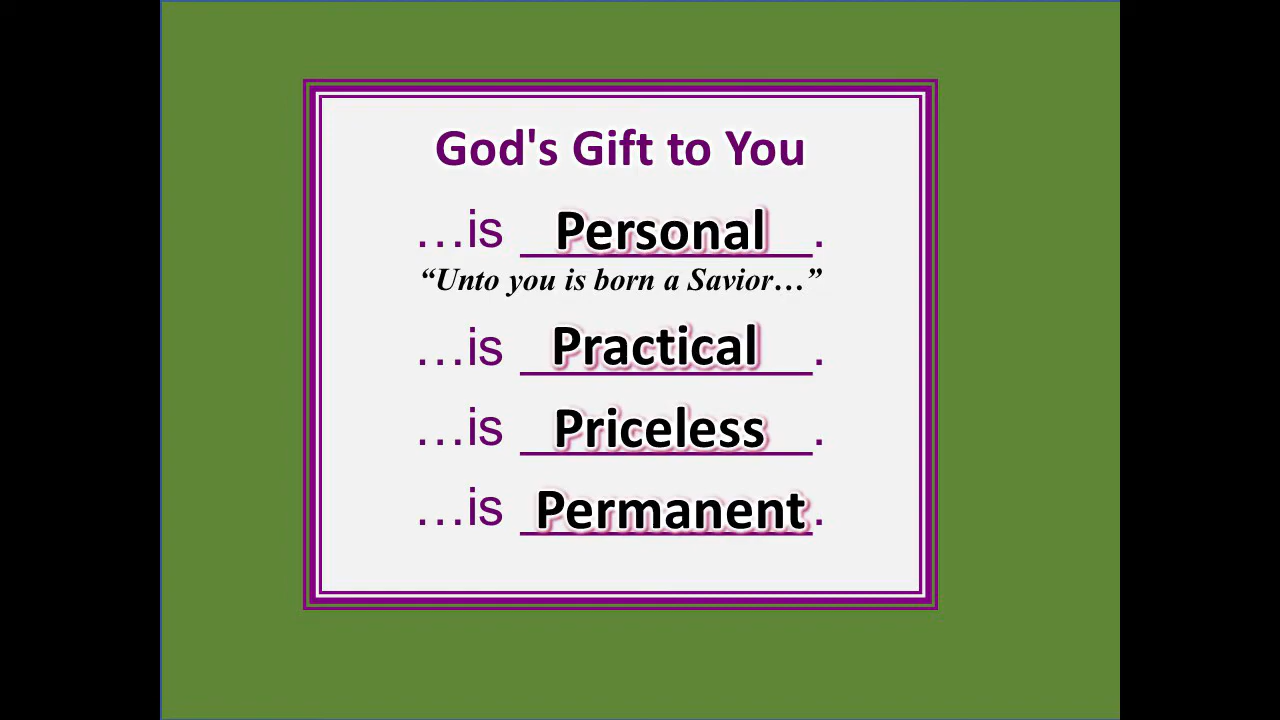 God's Gift to You
…is Personal.
“Unto you is born a Savior…”
…is Practical.
…is Priceless.
…is Permanent.